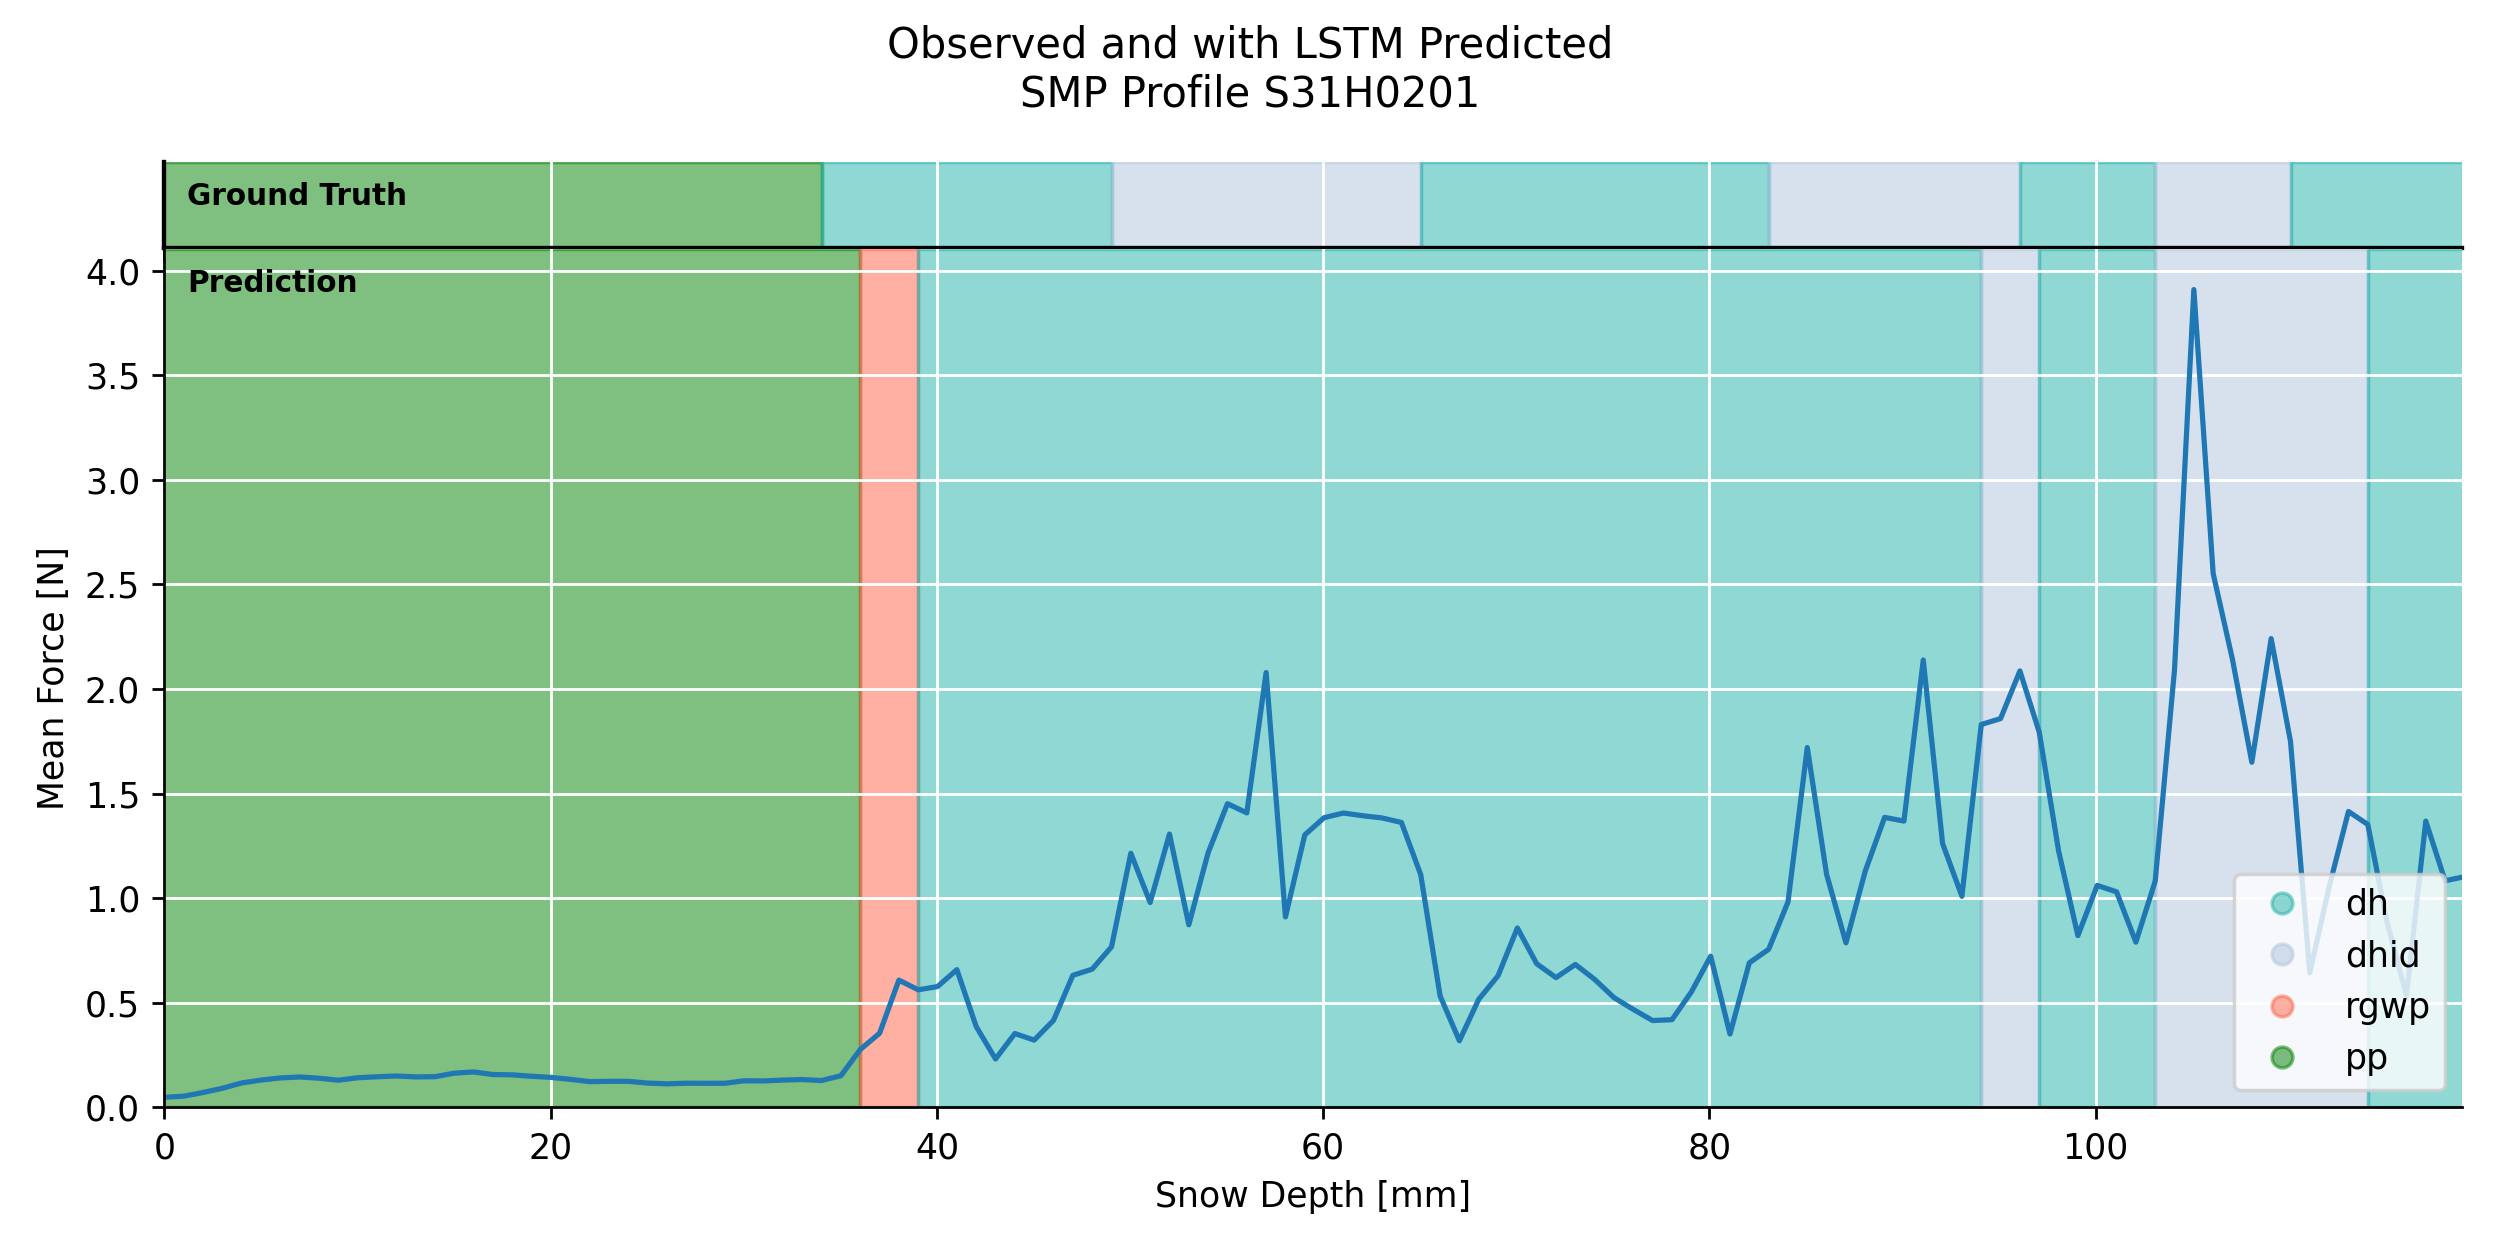 Observed and with LSTM Predicted
SMP Profile S31H0201
Ground Truth
Prediction
4.0
3.5
3.0
2.5
2.0
1.5
1.0
0.5
0.0
Mean Force [N]
dh
dhid
rgwp
pp
0 20 40 60 80 100
Snow Depth [mm]